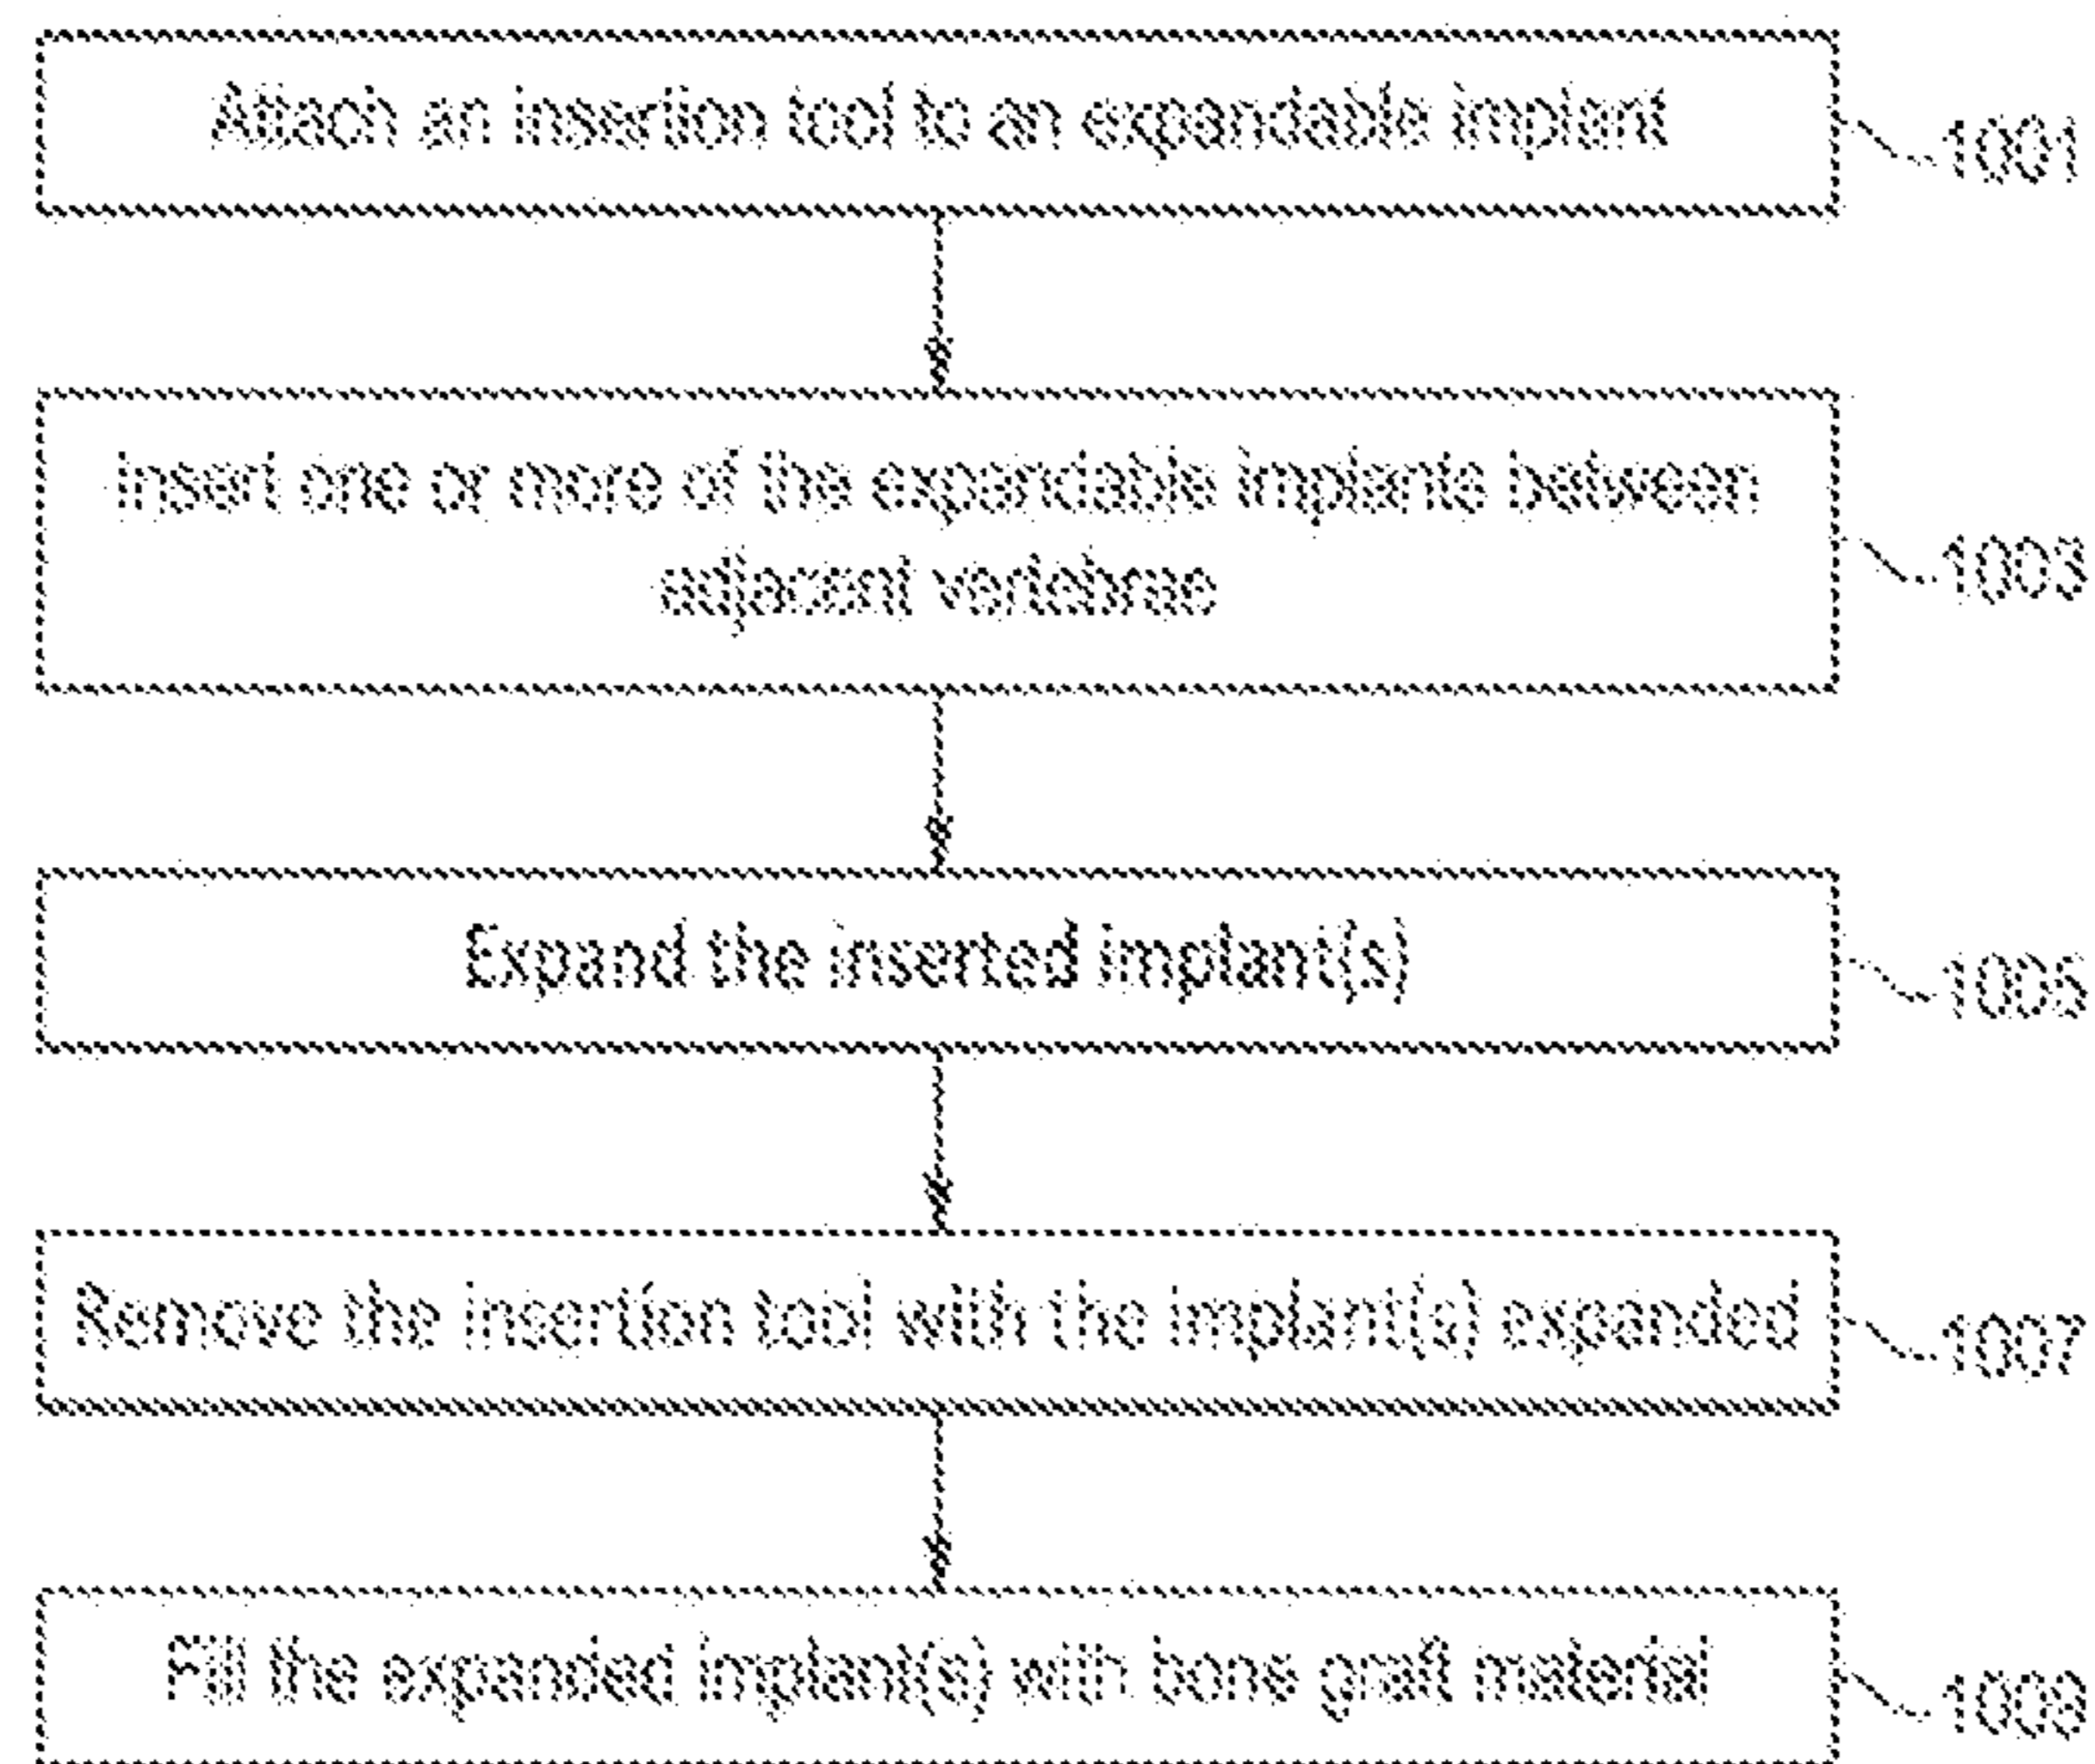 Attach an insertion tool to an expandable implant
1001
Insert one or more of the expandable implants between
adjacent vertebrae
1003
Expand the inserted implant(s)
1005
Remove the insertion tool with the implant(s) expanded
1007
Fill the expanded implant(s) with bone graft material
1009